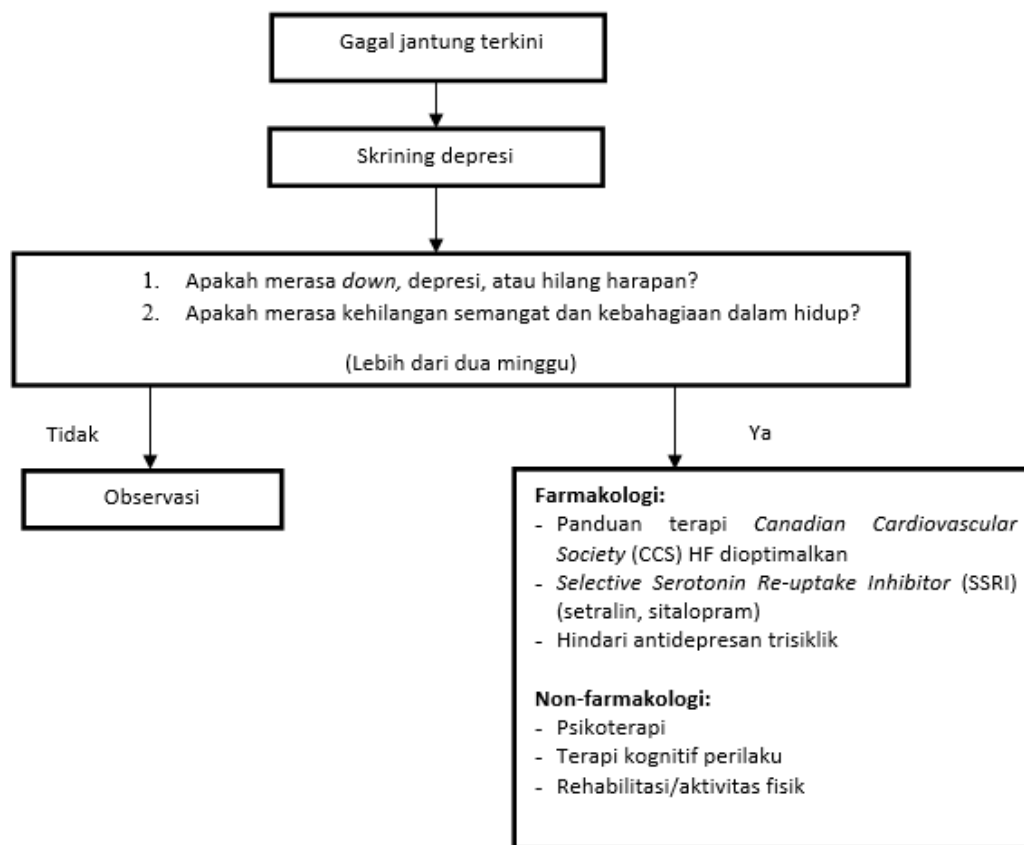 Gagal jantung terkini
Skrining depresi
1. Apakah merasa down, depresi, atau hilang harapan?
2. Apakah merasa kehilangan semangat dan kebahagiaan dalam hidup?
(Lebih dari dua minggu)
Tidak
Ya
Observasi
Farmakologi:
- Panduan terapi Canadian Cardiovascular
Society (CCS) HF dioptimalkan
- Selective Serotonin Re-uptake Inhibitor (SSRI)
(setralin, sitalopram)
- Hindari antidepresan trisiklik
Non-farmakologi:
- Psikoterapi
- Terapi kognitif perilaku
- Rehabilitasi/aktivitas fisik